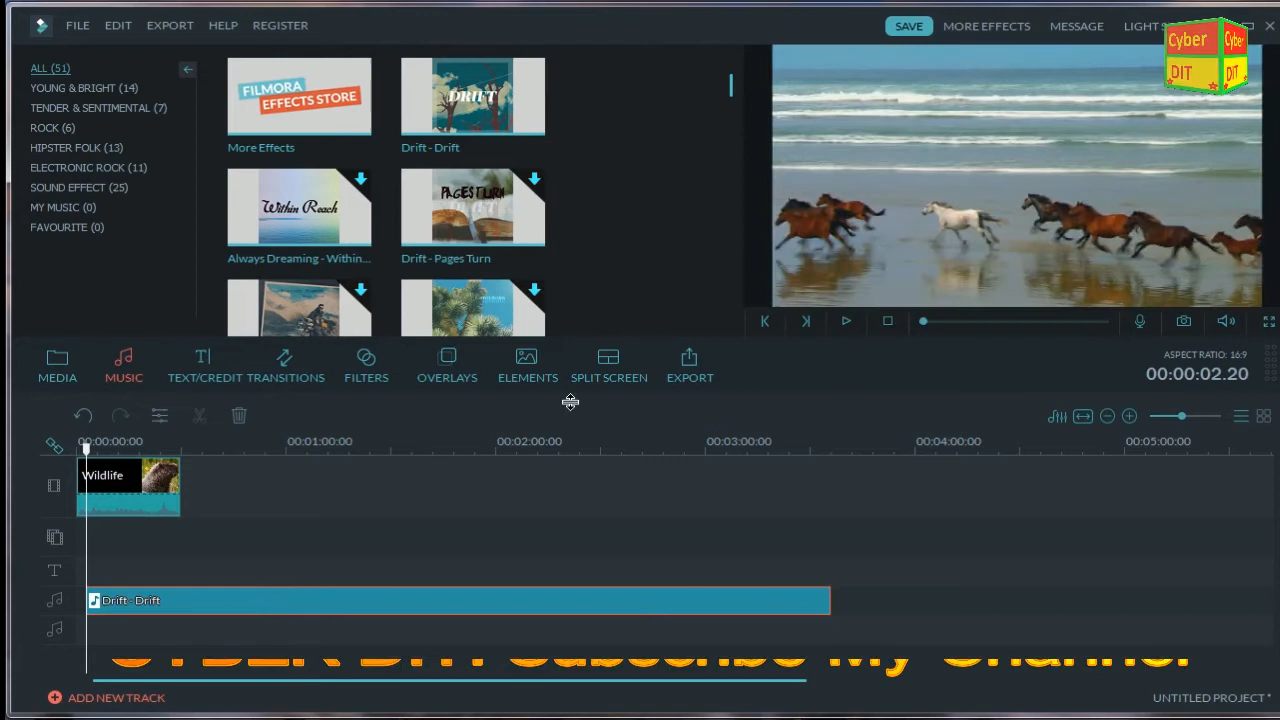 FILE EDIT EXPORT HELP REGISTER
SAVE MORE EFFECTS MESSAGE LIGHT S
Cyber Cyber
DIT DIT
ALL (51)
YOUNG & BRIGHT (14)
TENDER & SENTIMENTAL (7)
ROCK (6)
HIPSTER FOLK (13)
ELECTRONIC ROCK (11)
SOUND EFFECT (25)
MY MUSIC (0)
FAVOURITE (0)
FILMORA
EFFECTS STORE
DRIFT
More Effects
Drift - Drift
Within Reach
PAGES TURN
Always Dreaming - Within...
Drift - Pages Turn
MEDIA MUSIC TEXT/CREDIT TRANSITIONS FILTERS OVERLAYS ELEMENTS SPLIT SCREEN EXPORT
ASPECT RATIO: 16:9
00:00:02.20
00:00:00:00 00:01:00:00 00:02:00:00 00:03:00:00 00:04:00:00 00:05:00:00
Wildlife
T
Drift - Drift
CYBER DIT Subscribe My Channel
ADD NEW TRACK
UNTITLED PROJECT *